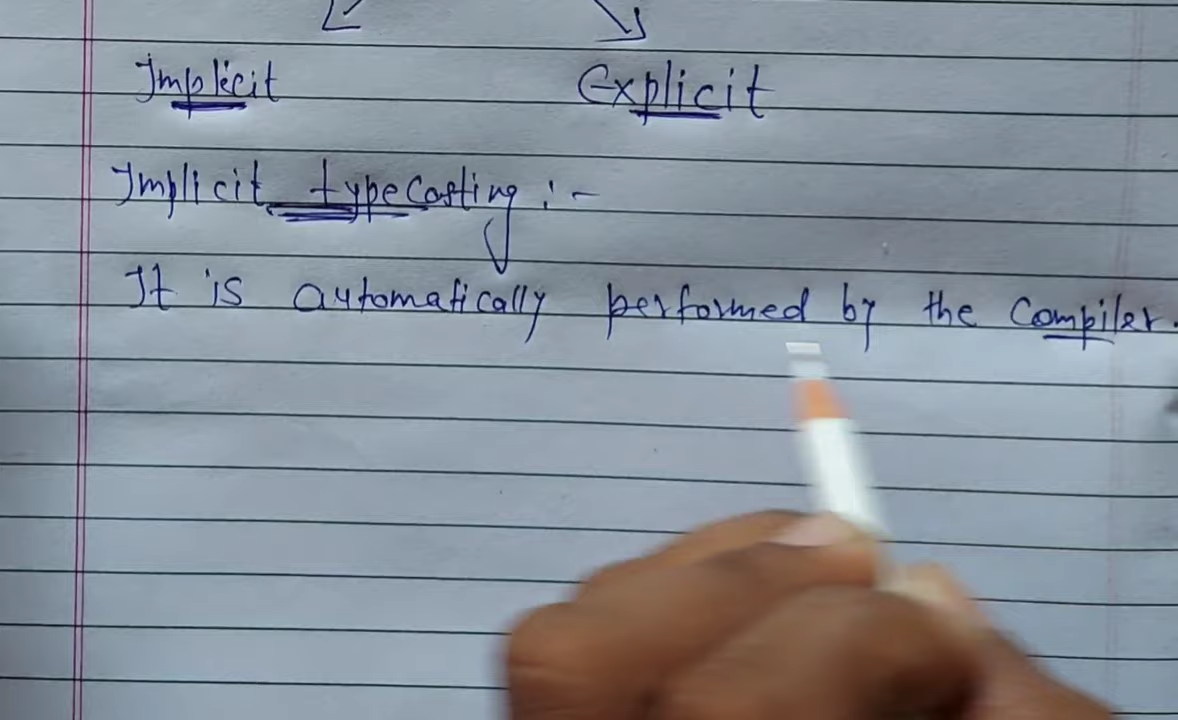 Implicit Explicit
Implicit typecasting :-
It is automatically performed by the Compiler.